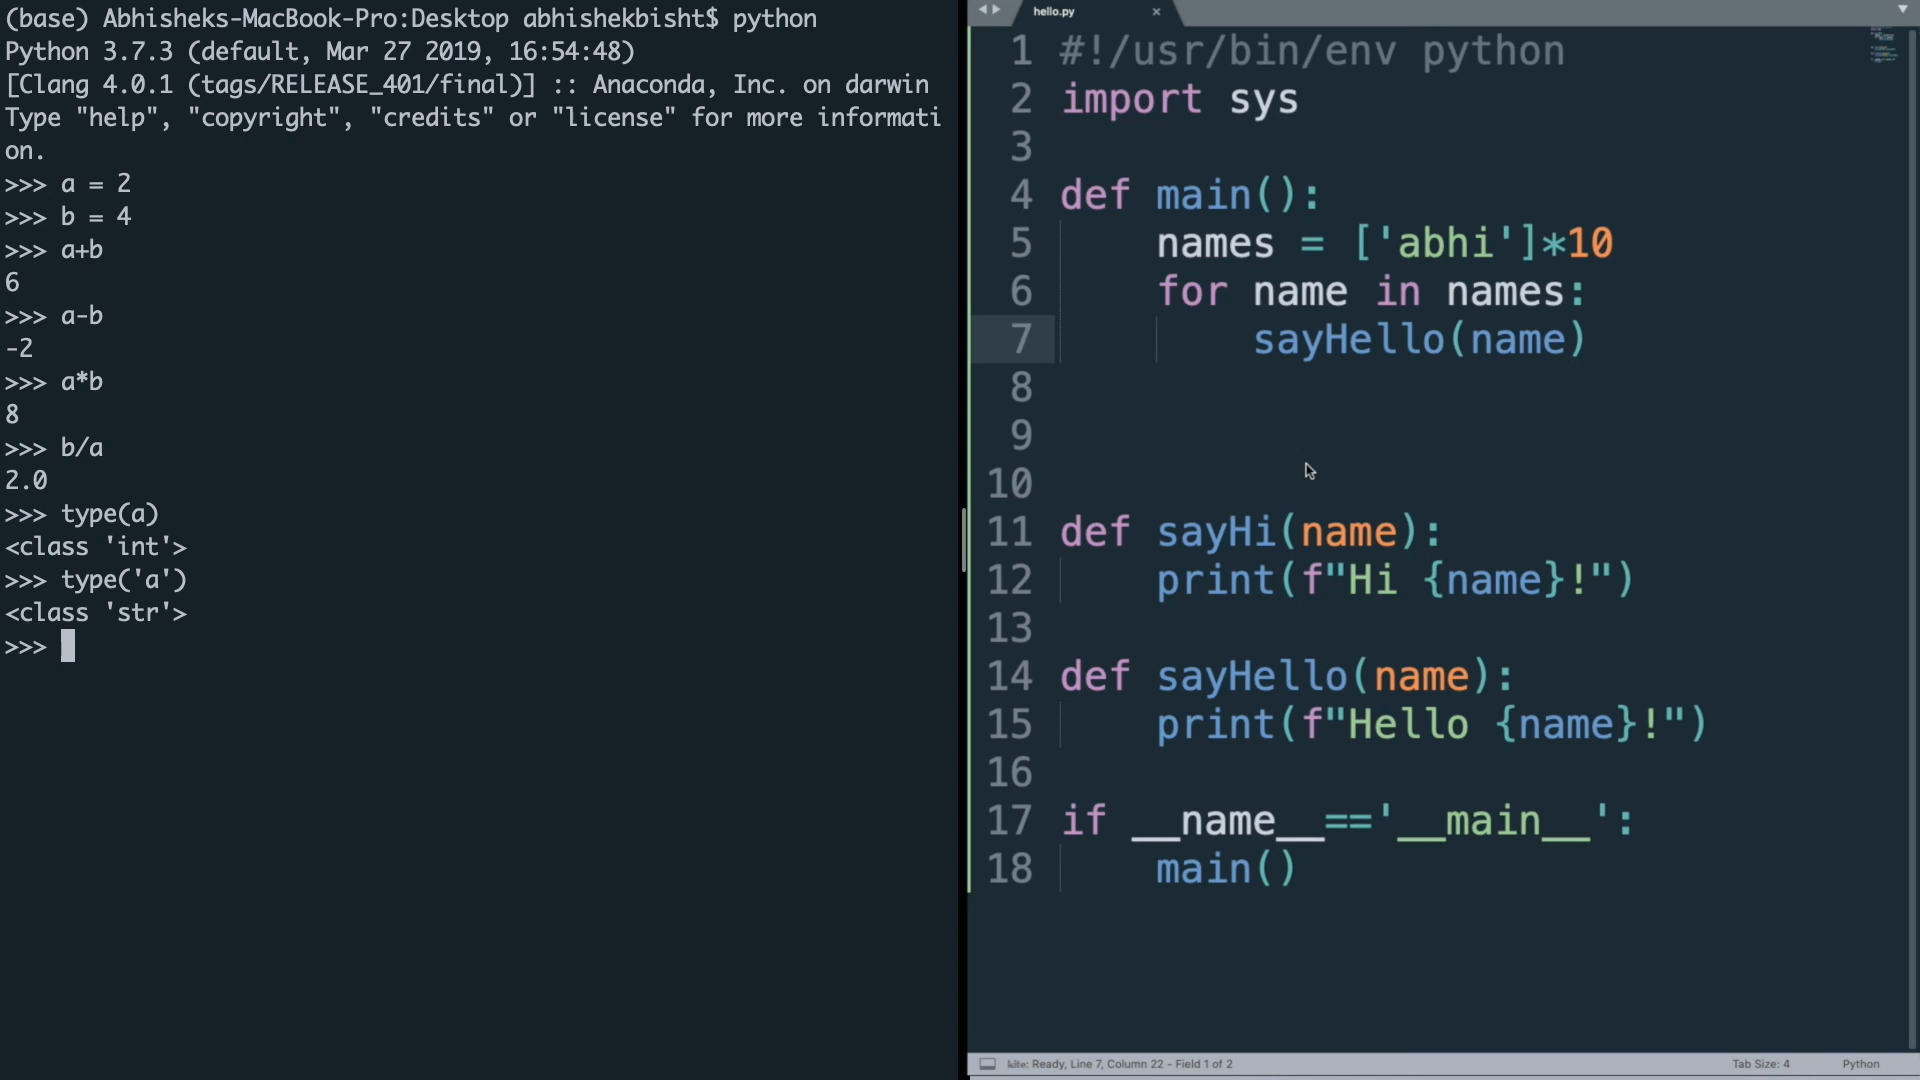 (base) Abhisheks-MacBook-Pro:Desktop abhishekbisht$ python
Python 3.7.3 (default, Mar 27 2019, 16:54:48)
[Clang 4.0.1 (tags/RELEASE_401/final)] :: Anaconda, Inc. on darwin
Type "help", "copyright", "credits" or "license" for more informati
on.
>>> a = 2
>>> b = 4
>>> a+b
6
>>> a-b
-2
>>> a*b
8
>>> b/a
2.0
>>> type(a)
<class 'int'>
>>> type('a')
<class 'str'>
>>>
hello.py
1 #!/usr/bin/env python
2 import sys
3
4 def main():
5     names = ['abhi']*10
6     for name in names:
7         sayHello(name)
8
9
10
11 def sayHi(name):
12     print(f"Hi {name}!")
13
14 def sayHello(name):
15     print(f"Hello {name}!")
16
17 if __name__=='__main__':
18     main()
kite: Ready, Line 7, Column 22 - Field 1 of 2
Tab Size: 4
Python